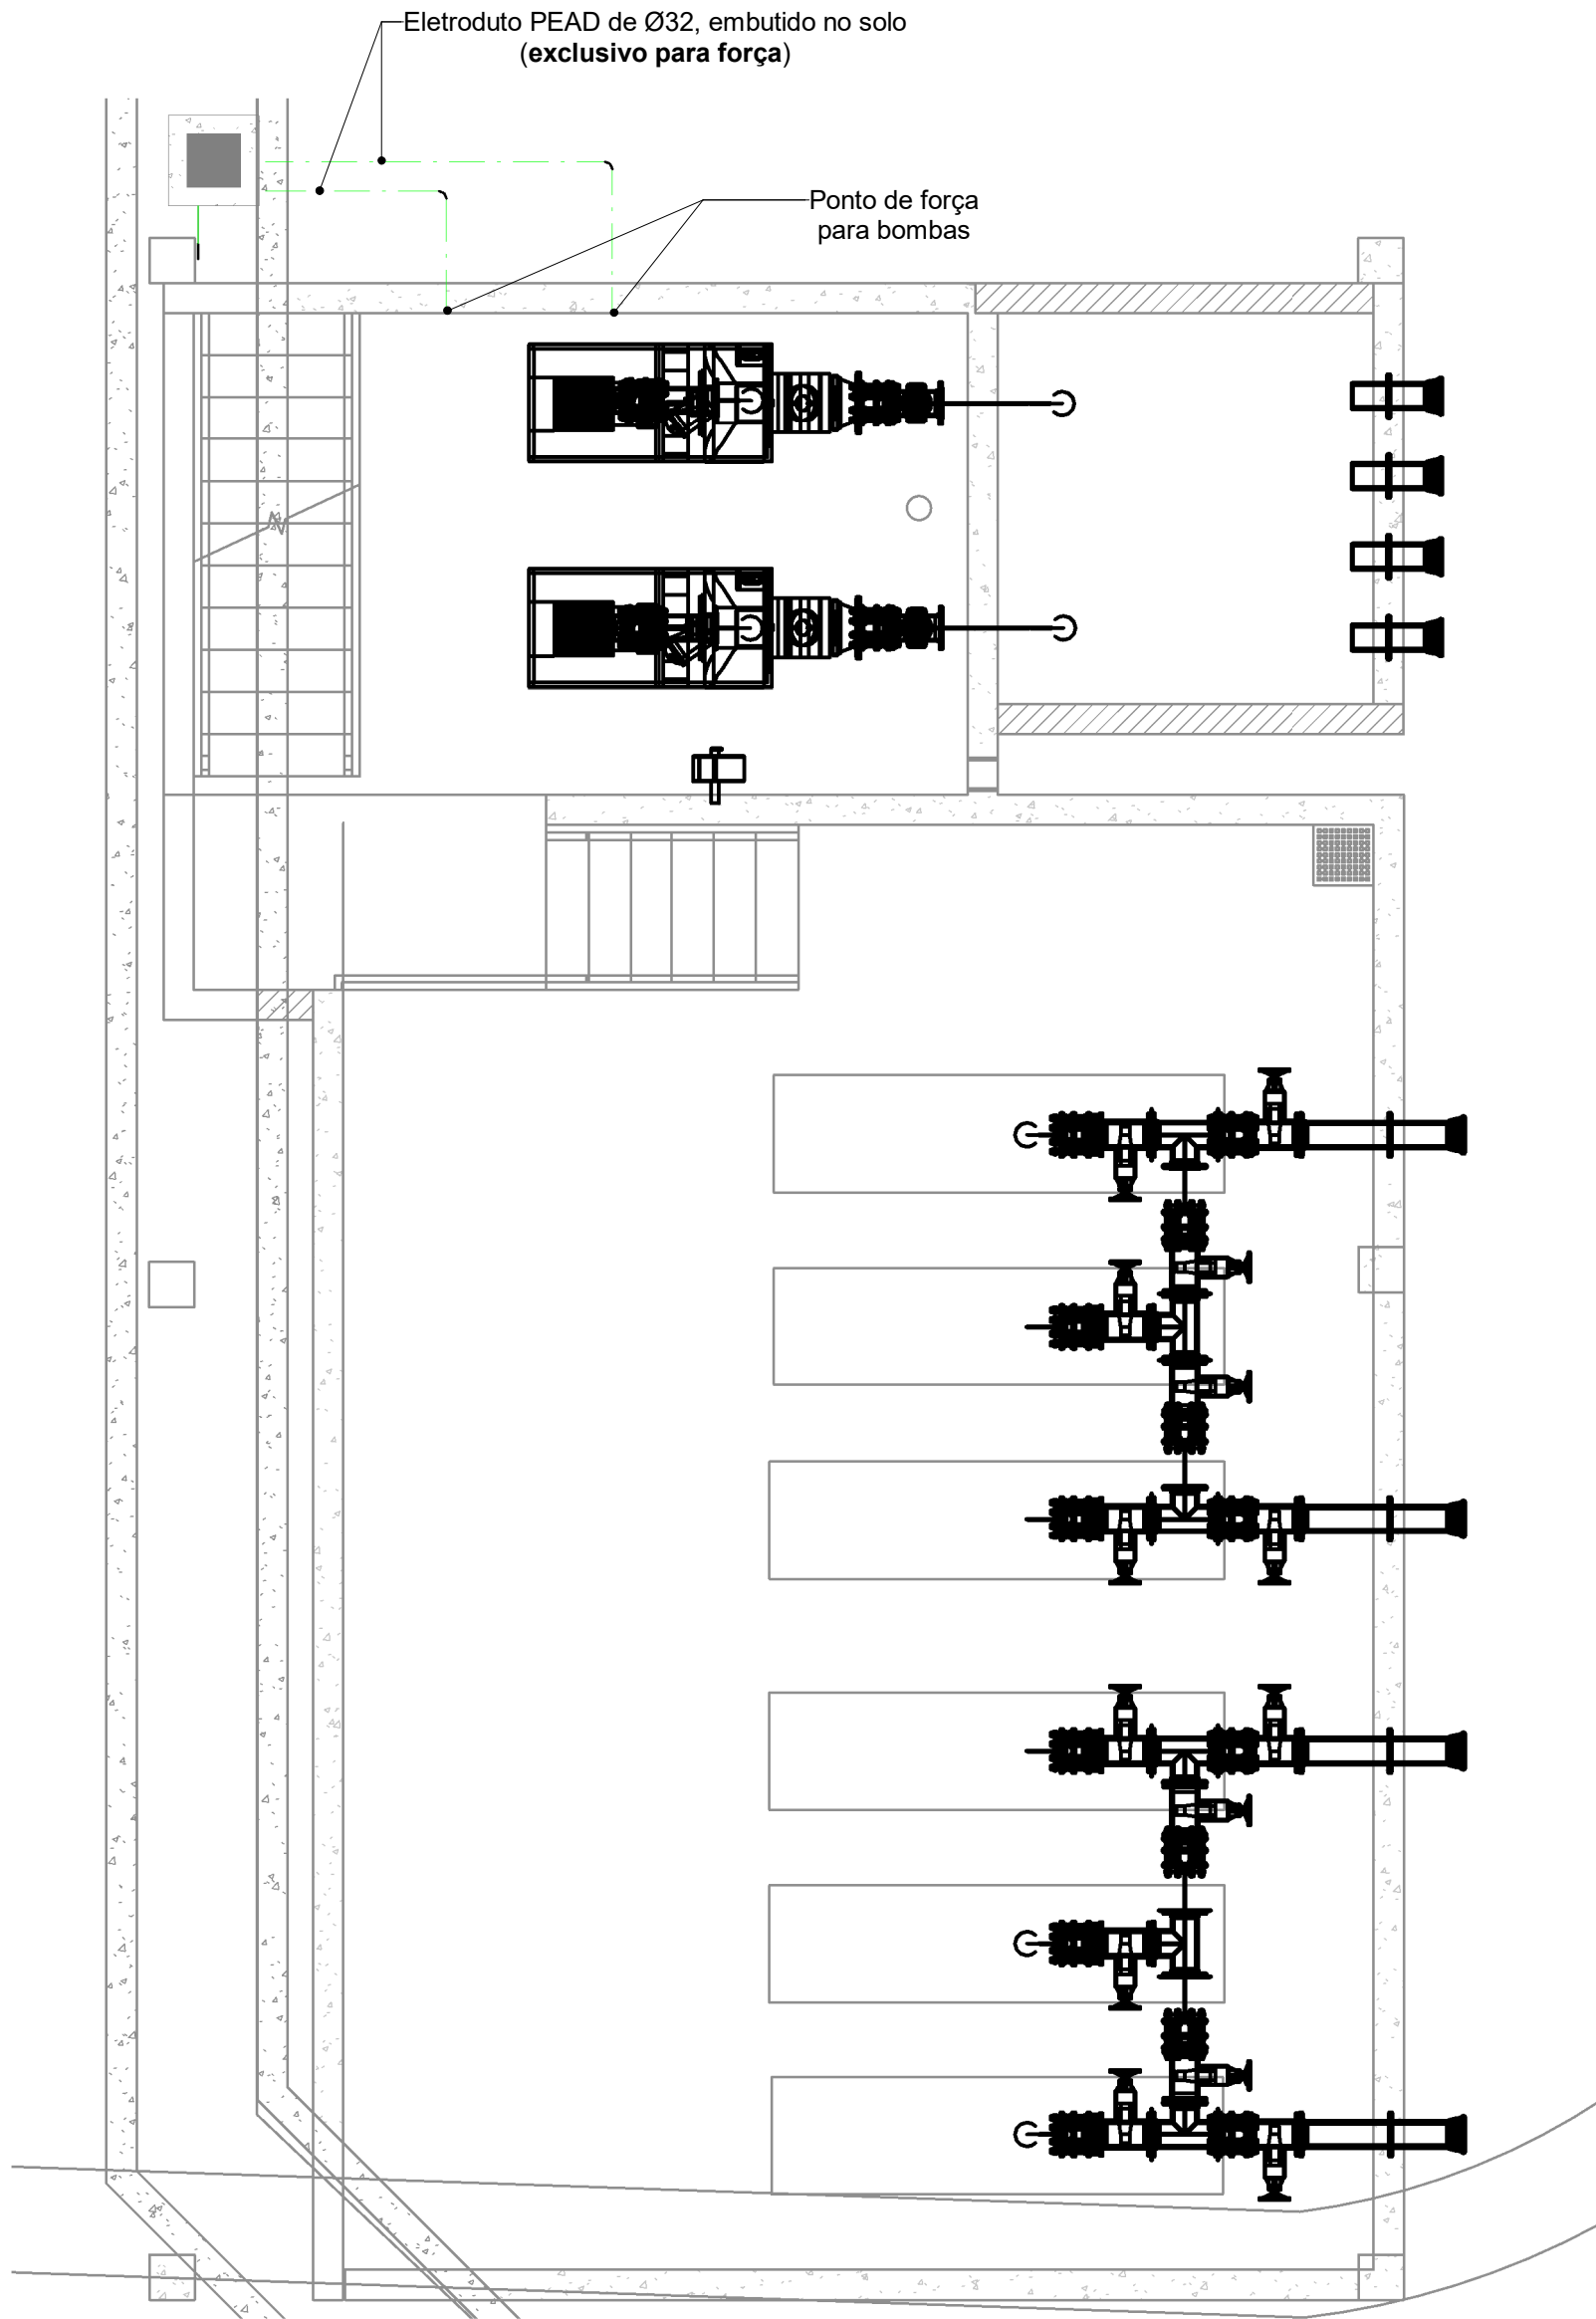 Eletroduto PEAD de Ø32, embutido no solo
(exclusivo para força)
Ponto de força
para bombas